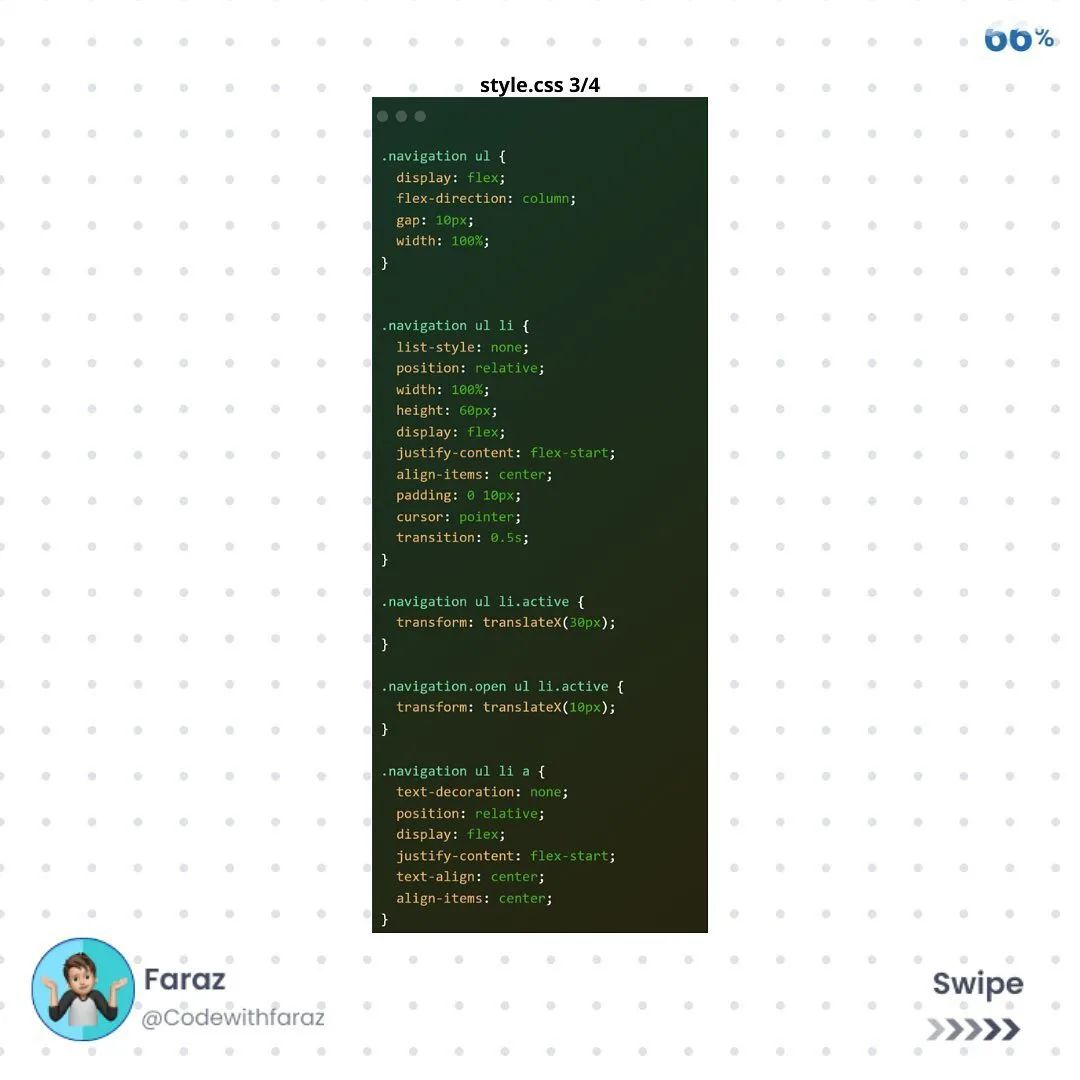 66%
style.css 3/4
.navigation ul {
  display: flex;
  flex-direction: column;
  gap: 10px;
  width: 100%;
}
.navigation ul li {
  list-style: none;
  position: relative;
  width: 100%;
  height: 60px;
  display: flex;
  justify-content: flex-start;
  align-items: center;
  padding: 0 10px;
  cursor: pointer;
  transition: 0.5s;
}
.navigation ul li.active {
  transform: translateX(30px);
}
.navigation.open ul li.active {
  transform: translateX(10px);
}
.navigation ul li a {
  text-decoration: none;
  position: relative;
  display: flex;
  justify-content: flex-start;
  text-align: center;
  align-items: center;
}
Faraz
@Codewithfaraz
Swipe